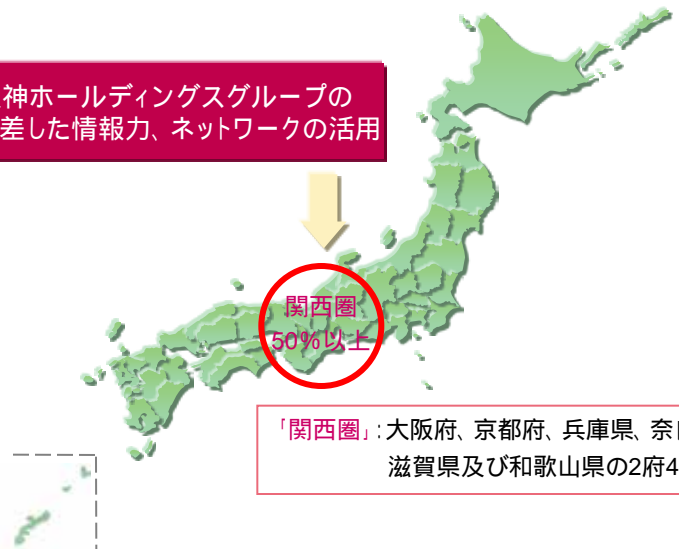 神ホールディングスグループの
差した情報力、ネットワークの活用
関西圏
50%以上
「関西圏」：大阪府、京都府、兵庫県、奈
滋賀県及び和歌山県の2府4